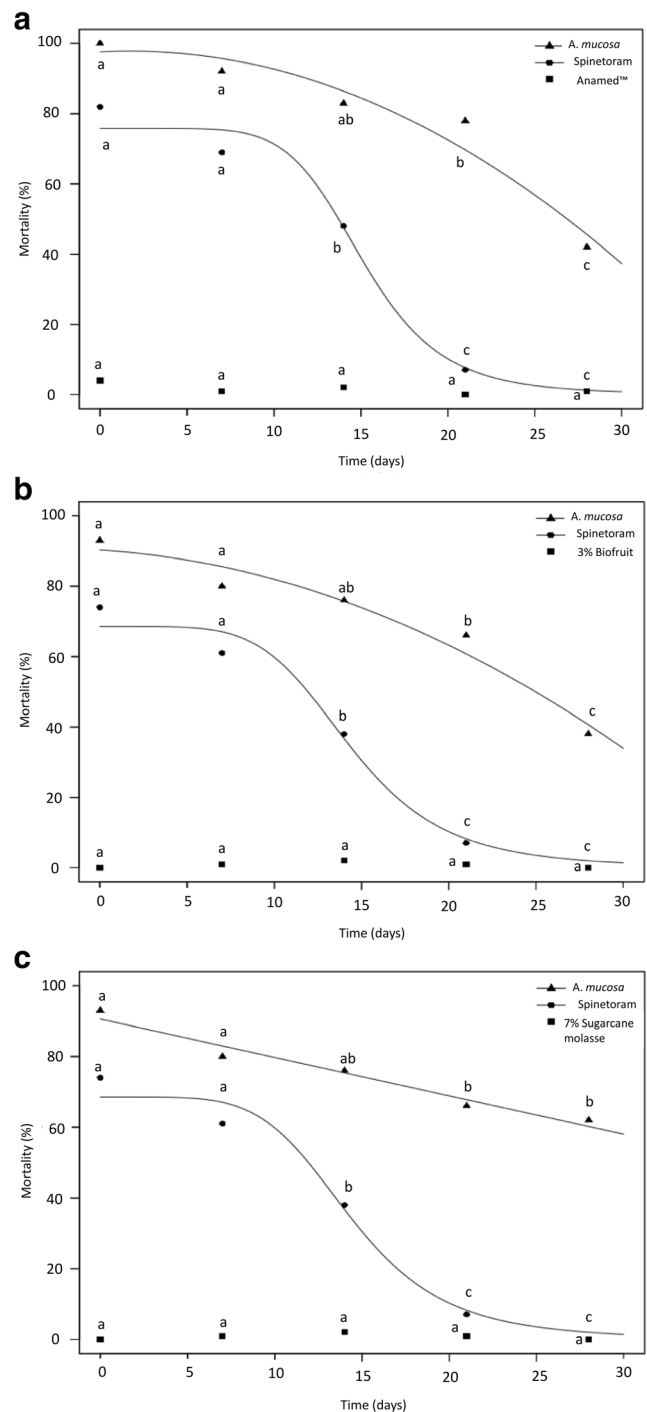 a
100
80
60
40
20
0
Mortality (%)
A. mucosa
Spinetoram
Anamed™
a
a
ab
b
c
a
a
b
c
c
a
a
a
a
a
0 5 10 15 20 25 30
Time (days)
b
100
80
60
40
20
0
Mortality (%)
A. mucosa
Spinetoram
3% Biofruit
a
a
ab
b
c
a
a
b
c
c
a
a
a
a
a
0 5 10 15 20 25 30
Time (days)
c
100
80
60
40
20
0
Mortality (%)
A. mucosa
Spinetoram
7% Sugarcane
molasse
a
a
ab
b
b
a
a
b
c
c
a
a
a
a
a
0 5 10 15 20 25 30
Time (days)